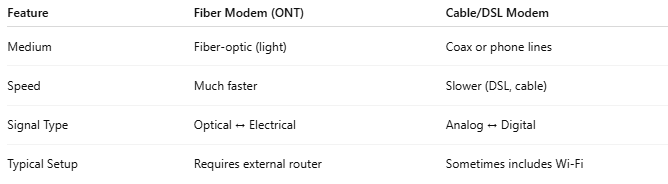 Feature Fiber Modem (ONT) Cable/DSL Modem
Medium Fiber-optic (light) Coax or phone lines
Speed Much faster Slower (DSL, cable)
Signal Type Optical ↔ Electrical Analog ↔ Digital
Typical Setup Requires external router Sometimes includes Wi-Fi